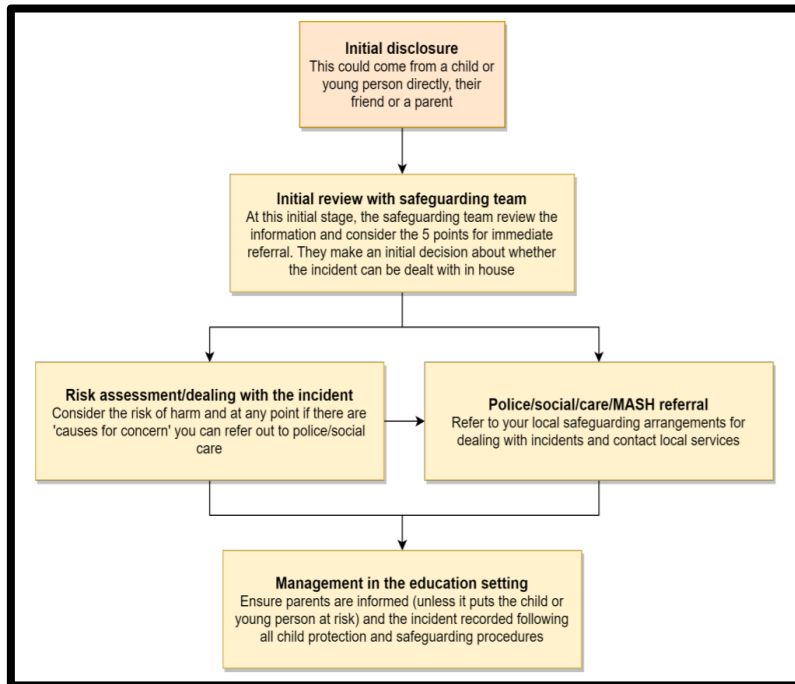 Initial disclosure
This could come from a child or
young person directly, their
friend or a parent
Initial review with safeguarding team
At this initial stage, the safeguarding team review the
information and consider the 5 points for immediate
referral. They make an initial decision about whether
the incident can be dealt with in house
Risk assessment/dealing with the incident
Consider the risk of harm and at any point if there are
'causes for concern' you can refer out to police/social
care
Police/social/care/MASH referral
Refer to your local safeguarding arrangements for
dealing with incidents and contact local services
Management in the education setting
Ensure parents are informed (unless it puts the child or
young person at risk) and the incident recorded following
all child protection and safeguarding procedures